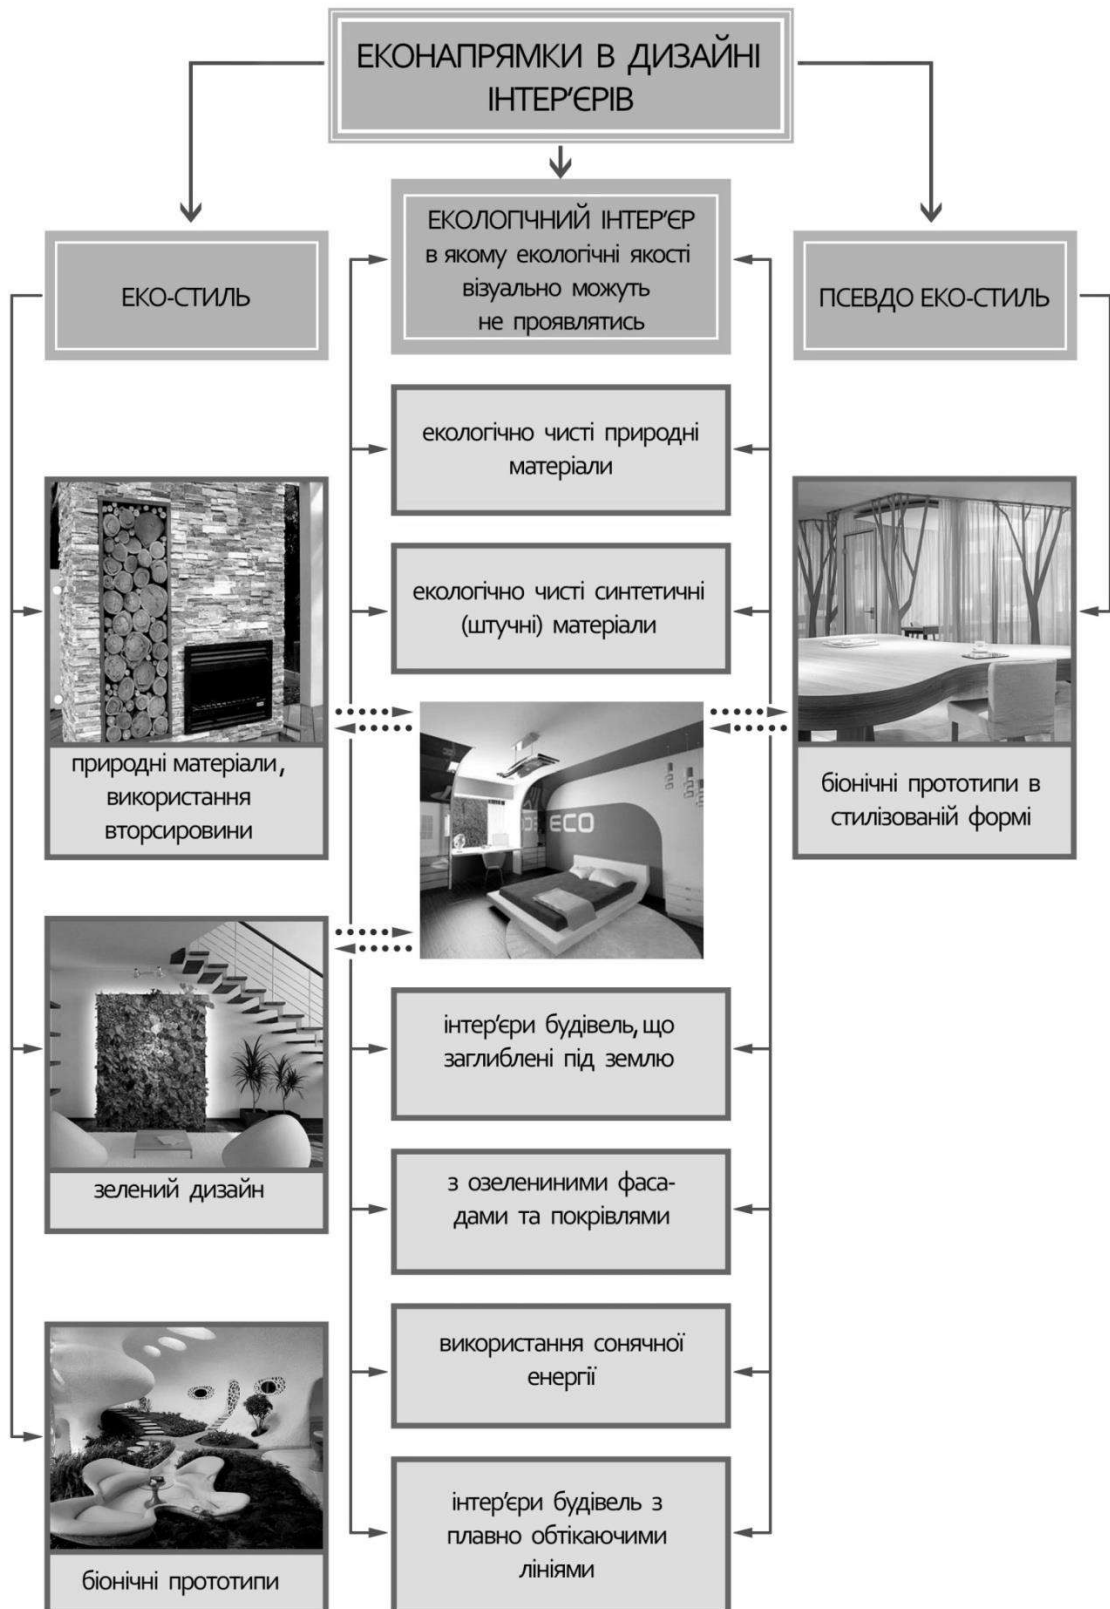 ЕКОНАПРЯМКИ В ДИЗАЙНІ
ІНТЕР'ЄРІВ
ЕКО-СТИЛЬ
ЕКОЛОГІЧНИЙ ІНТЕР'ЄР
в якому екологічні якості
візуально можуть
не проявлятись
ПСЕВДО ЕКО-СТИЛЬ
екологічно чисті природні
матеріали
екологічно чисті синтетичні
(штучні) матеріали
природні матеріали,
використання
вторсировини
ECO
біонічні прототипи в
стилізованій формі
інтер'єри будівель, що
заглиблені під землю
зелений дизайн
з озелениними фаса-
дами та покрівлями
використання сонячної
енергії
біонічні прототипи
інтер'єри будівель з
плавно обтікаючими
лініями